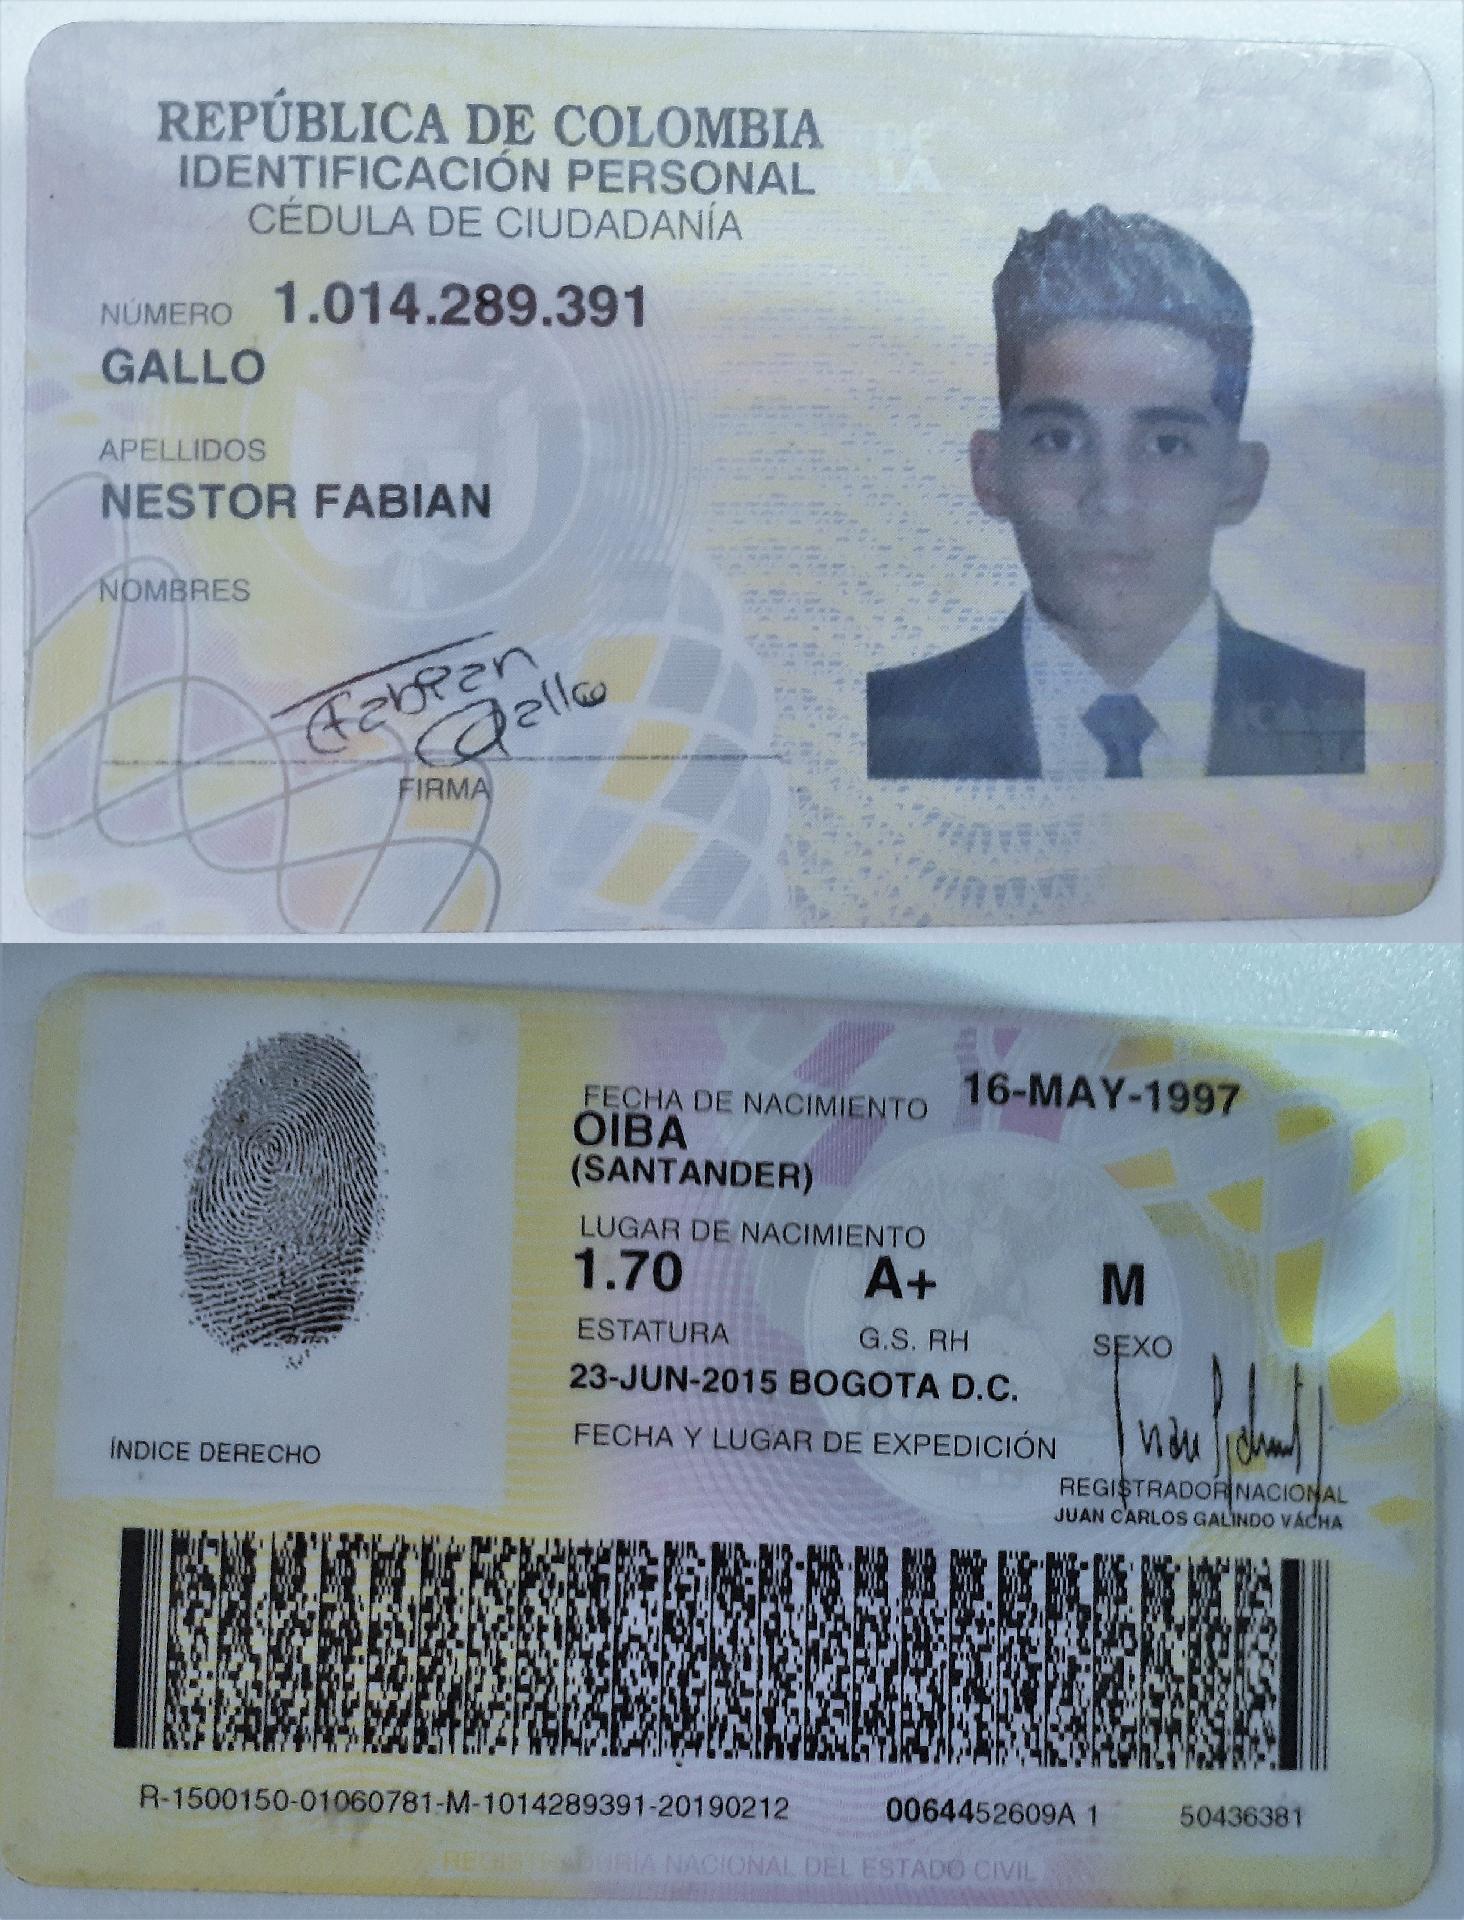 REPÚBLICA DE COLOMBIA
IDENTIFICACIÓN PERSONAL
CÉDULA DE CIUDADANÍA
NÚMERO 1.014.289.391
GALLO
APELLIDOS
NESTOR FABIAN
NOMBRES
Fabian
Gallo
FIRMA
FECHA DE NACIMIENTO 16-MAY-1997
OIBA
(SANTANDER)
LUGAR DE NACIMIENTO
1.70 A+ M
ESTATURA G.S. RH SEXO
23-JUN-2015 BOGOTA D.C.
FECHA Y LUGAR DE EXPEDICIÓN
ÍNDICE DERECHO
REGISTRADOR NACIONAL
JUAN CARLOS GALINDO VÁCHA
R-1500150-01060781-M-1014289391-20190212 0064452609A 1 50436381
REGISTRADURIA NACIONAL DEL ESTADO CIVIL